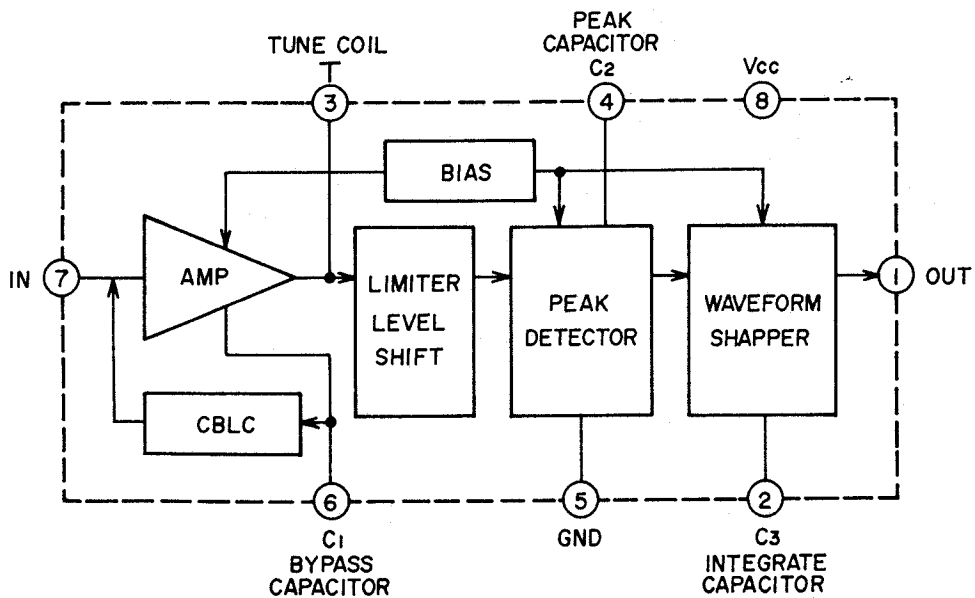 TUNE COIL
PEAK
CAPACITOR
C2
Vcc
3
4
8
BIAS
IN
7
AMP
LIMITER
LEVEL
SHIFT
PEAK
DETECTOR
WAVEFORM
SHAPPER
1
OUT
CBLC
6
5
2
C1
BYPASS
CAPACITOR
GND
C3
INTEGRATE
CAPACITOR